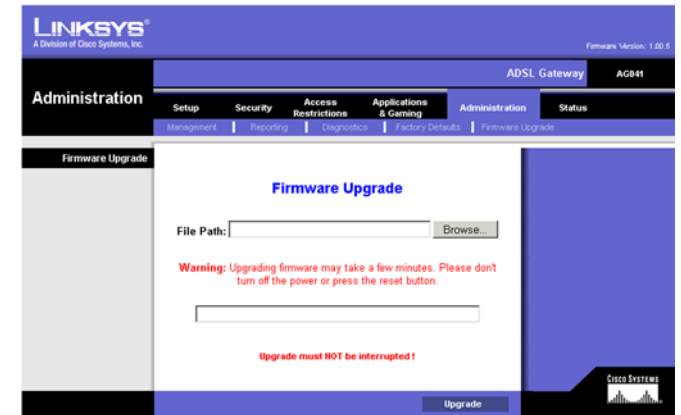 LINKSYS®
A Division of Cisco Systems, Inc.
Firmware Version: 1.00.5
ADSL Gateway AG041
Administration
Setup Security Access Restrictions Applications & Gaming Administration Status
Management Reporting Diagnostics Factory Defaults Firmware Upgrade
Firmware Upgrade
Firmware Upgrade
File Path: Browse...
Warning: Upgrading firmware may take a few minutes. Please don't
turn off the power or press the reset button.
Upgrade must NOT be interrupted !
Upgrade
CISCO SYSTEMS